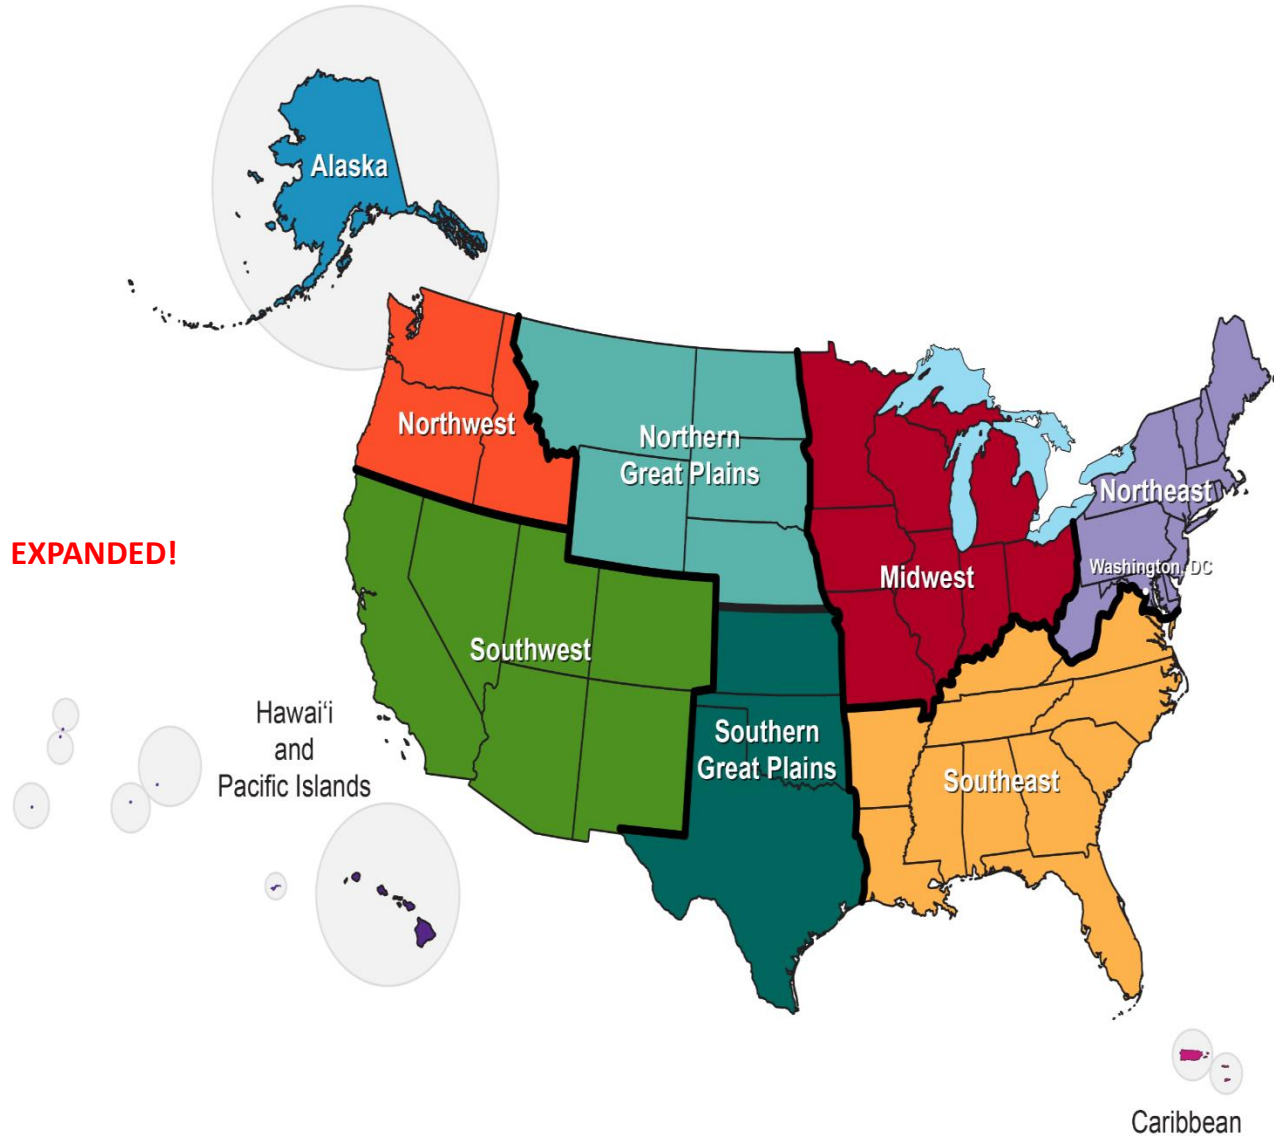 Alaska
Northwest
Northern
Great Plains
Northeast
EXPANDED!
Washington, DC
Midwest
Southwest
Hawai‘i
and
Pacific Islands
Southern
Great Plains
Southeast
Caribbean